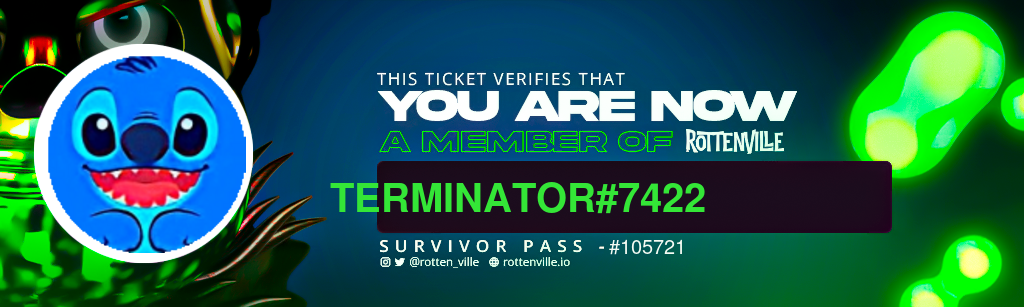 THIS TICKET VERIFIES THAT
YOU ARE NOW
A MEMBER OF ROTTENVILLE
TERMINATOR#7422
SURVIVOR PASS - #105721
@rotten_ville rottenville.io